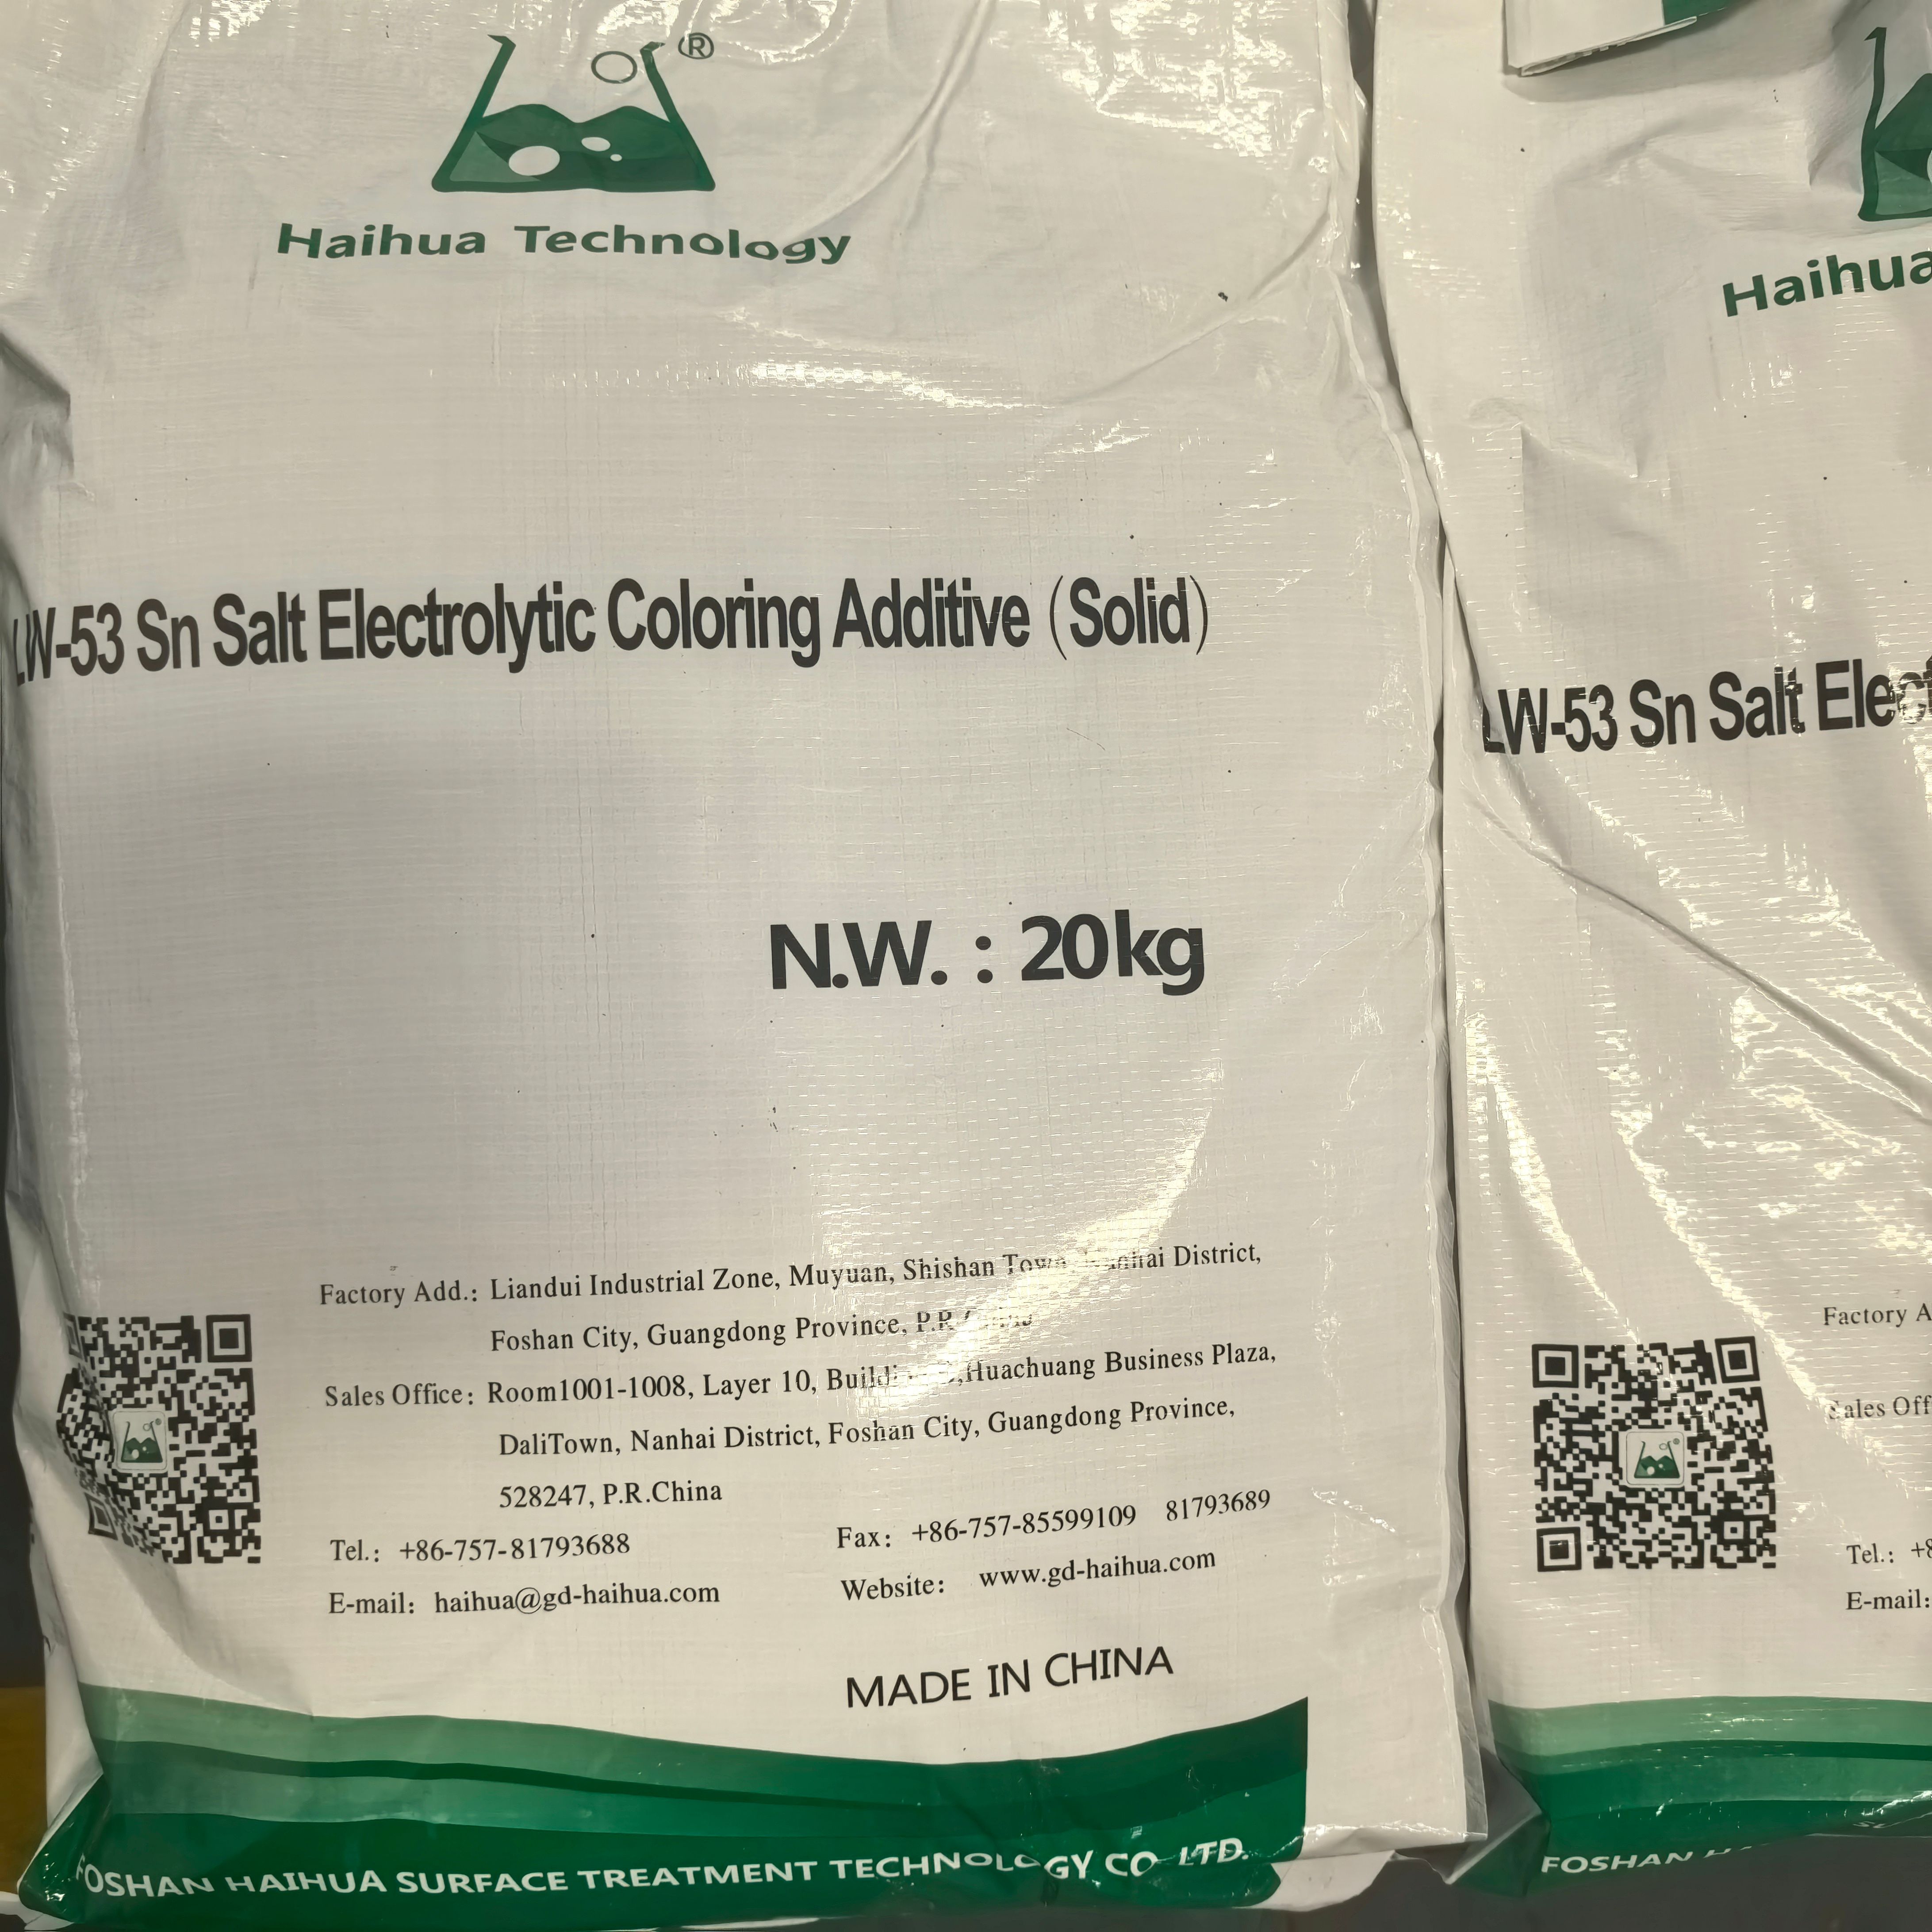 ®
Haihua Technology
LW-53 Sn Salt Electrolytic Coloring Additive (Solid)
N.W. : 20kg
Factory Add.: Liandui Industrial Zone, Muyuan, Shishan Town, District,
Foshan City, Guangdong Province, P.R.
Sales Office: Room1001-1008, Layer 10, Huachuang Business Plaza,
DaliTown, Nanhai District, Foshan City, Guangdong Province,
528247, P.R.China
Tel.: +86-757-81793688 Fax: +86-757-85599109 81793689
E-mail: haihua@gd-haihua.com Website: www.gd-haihua.com
MADE IN CHINA
FOSHAN HAIHUA SURFACE TREATMENT TECHNOLOGY CO LTD.
Haihua
LW-53 Sn Salt Elect
Factory A
Sales Off
Tel.: +8
E-mail:
FOSHAN